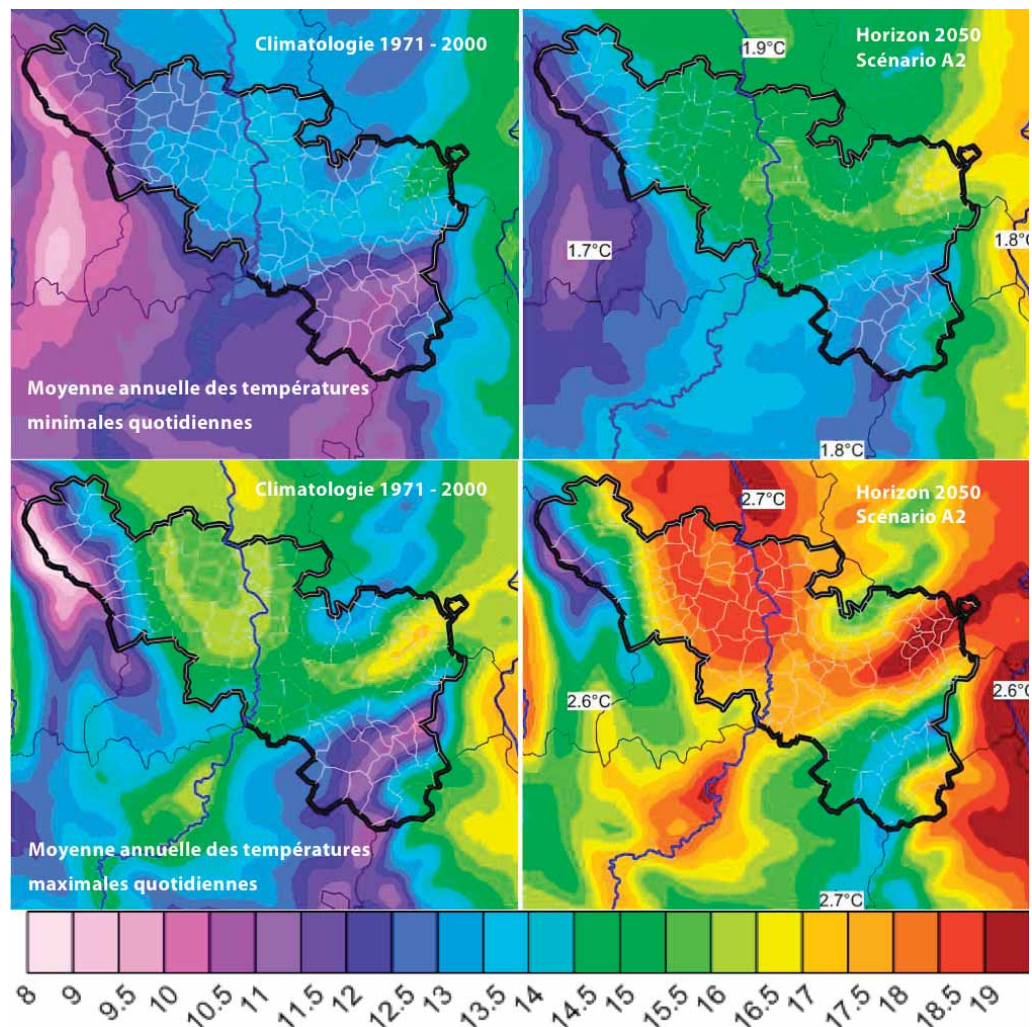 Climatologie 1971 - 2000
Moyenne annuelle des températures
minimales quotidiennes
Horizon 2050
Scénario A2
1.9°C
1.7°C
1.8°C
1.8°C
Climatologie 1971 - 2000
Moyenne annuelle des températures
maximales quotidiennes
Horizon 2050
Scénario A2
2.7°C
2.6°C
2.6°C
2.7°C
8 9 9.5 10 10.5 11 11.5 12 12.5 13 13.5 14 14.5 15 15.5 16 16.5 17 17.5 18 18.5 19